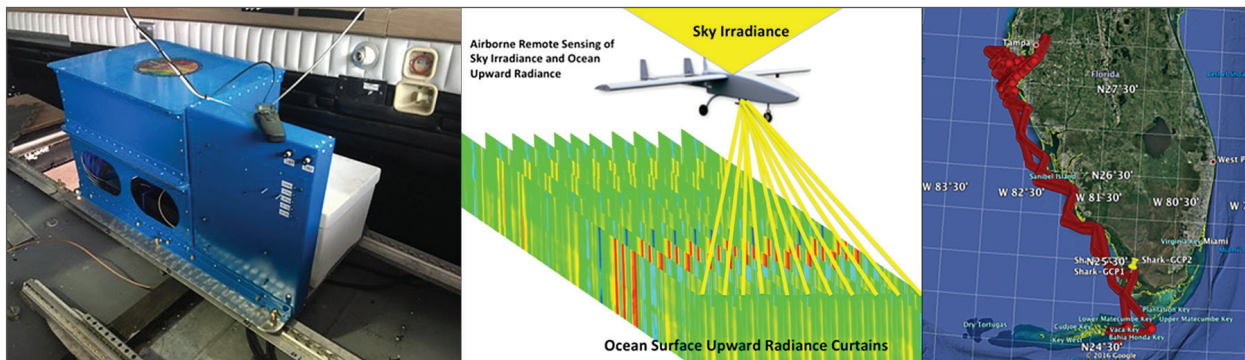 Airborne Remote Sensing of
Sky Irradiance and Ocean
Upward Radiance
Sky Irradiance
Ocean Surface Upward Radiance Curtains
Tampa
Florida
N27°30'
West P
Sanibel Island
N26°30'
W 83°30'
W 82°30'
W 81°30'
W 80°30'
Virginia Key
Miami
N25°30'
Shark-GCP2
Shark-GCP1
Plantation Key
Lower Matecumbe Key
Upper Matecumbe Key
Dry Tortugas
Cudjoe Key
Vaca Key
Key West
Bahia Honda Key
N24°30'
© 2016 Google